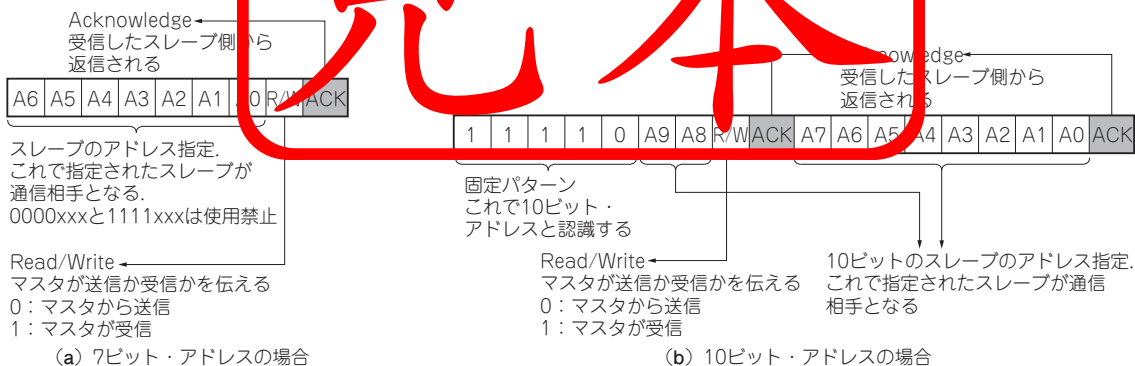 見本
Acknowledge
受信したスレーブ側から
返信される
A6 A5 A4 A3 A2 A1 A0 R/W ACK
スレーブのアドレス指定.
これで指定されたスレーブが
通信相手となる.
0000xxxと1111xxxは使用禁止
Read/Write
マスタが送信か受信かを伝える
0：マスタから送信
1：マスタが受信
(a) 7ビット・アドレスの場合
Acknowledge
受信したスレーブ側から
返信される
1 1 1 1 0 A9 A8 R/W ACK A7 A6 A5 A4 A3 A2 A1 A0 ACK
固定パターン
これで10ビット・
アドレスと認識する
Read/Write
マスタが送信か受信かを伝える
0：マスタから送信
1：マスタが受信
10ビットのスレーブのアドレス指定.
これで指定されたスレーブが通信
相手となる
(b) 10ビット・アドレスの場合